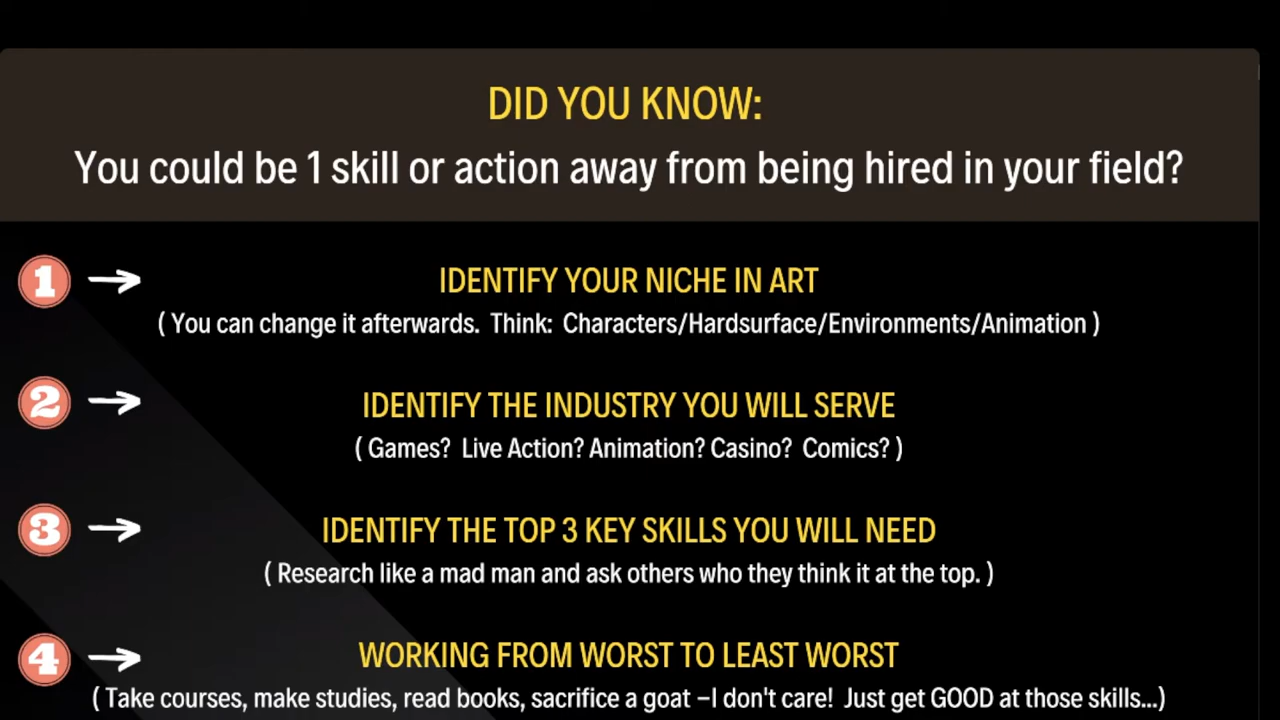 DID YOU KNOW:
You could be 1 skill or action away from being hired in your field?
1
IDENTIFY YOUR NICHE IN ART
( You can change it afterwards. Think: Characters/Hardsurface/Environments/Animation )
2
IDENTIFY THE INDUSTRY YOU WILL SERVE
( Games? Live Action? Animation? Casino? Comics? )
3
IDENTIFY THE TOP 3 KEY SKILLS YOU WILL NEED
( Research like a mad man and ask others who they think it at the top. )
4
WORKING FROM WORST TO LEAST WORST
( Take courses, make studies, read books, sacrifice a goat –I don't care! Just get GOOD at those skills...)